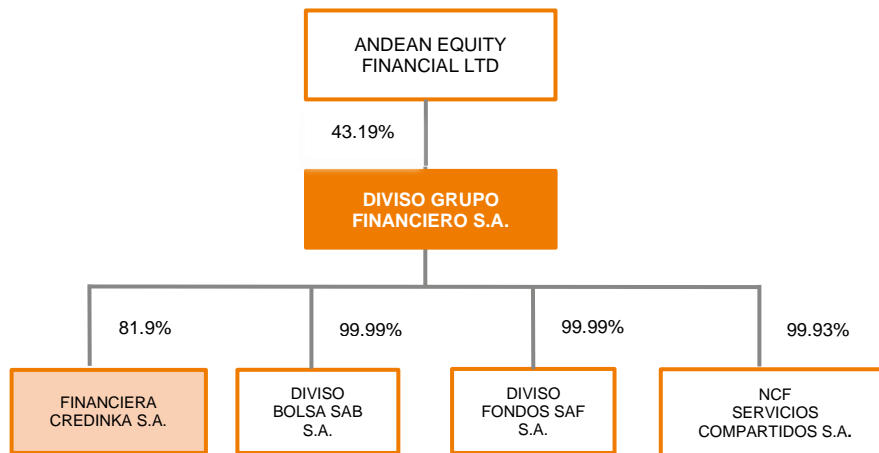 ANDEAN EQUITY
FINANCIAL LTD
43.19%
DIVISO GRUPO
FINANCIERO S.A.
81.9%
99.99%
99.99%
99.93%
FINANCIERA
CREDINKA S.A.
DIVISO
BOLSA SAB
S.A.
DIVISO
FONDOS SAF
S.A.
NCF
SERVICIOS
COMPARTIDOS S.A.